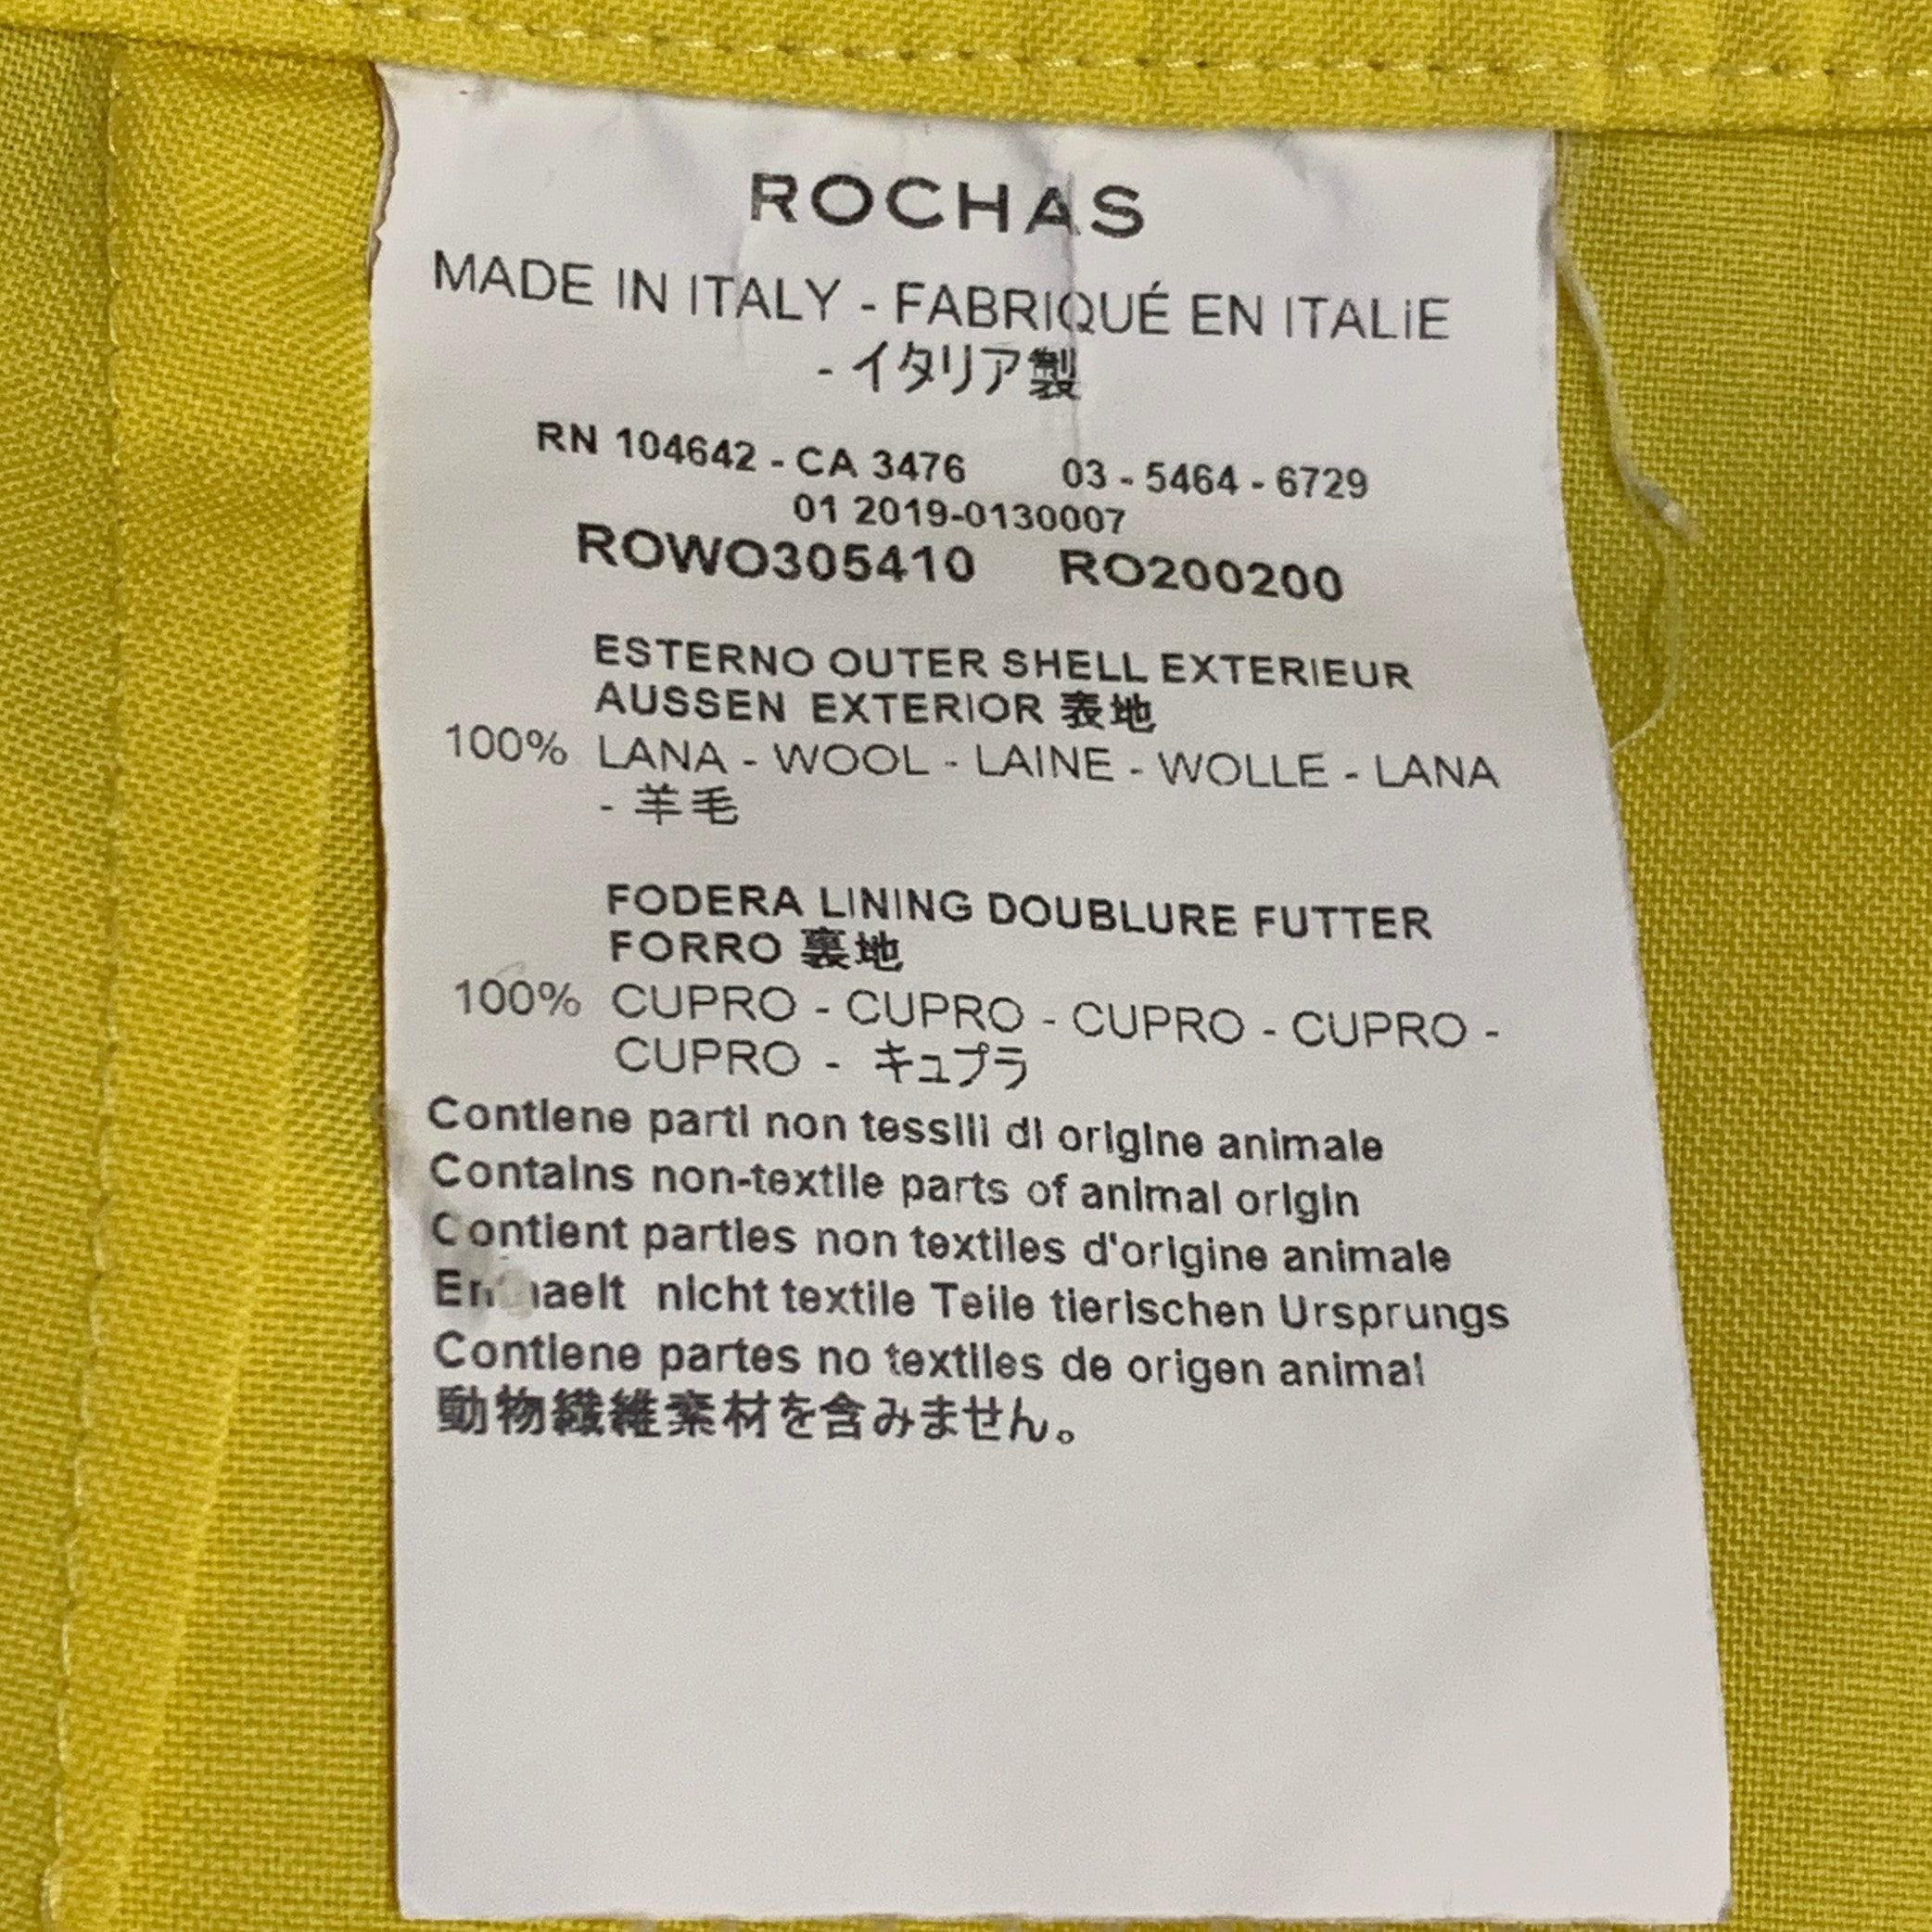 ROCHAS
MADE IN ITALY - FABRIQUÉ EN ITALiE
- イタリア製
RN 104642 - CA 3476 03 - 5464 - 6729
01 2019-0130007
ROWO305410 RO200200
ESTERNO OUTER SHELL EXTERIEUR
AUSSEN EXTERIOR 表地
100% LANA - WOOL - LAINE - WOLLE - LANA
- 羊毛
FODERA LINING DOUBLURE FUTTER
FORRO 裏地
100% CUPRO - CUPRO - CUPRO - CUPRO -
CUPRO - キュプラ
Contiene parti non tessili di origine animale
Contains non-textile parts of animal origin
Contient parties non textiles d'origine animale
nicht textile Teile tierischen Ursprungs
Contiene partes no textiles de origen animal
動物繊維素材を含みません。